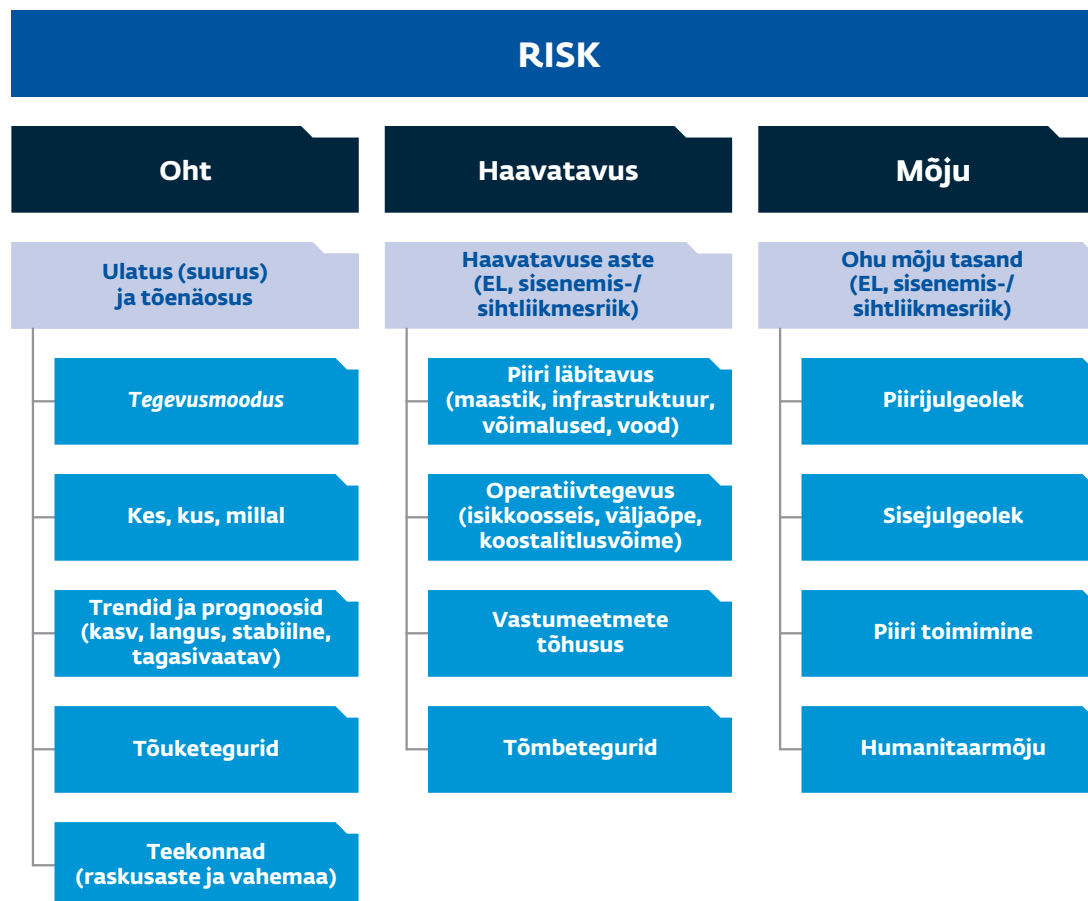 RISK
Oht
Ulatus (suurus)
ja tõenäosus
Tegevusmoodus
Kes, kus, millal
Trendid ja prognoosid
(kasv, langus, stabiilne,
tagasivaatav)
Tõuketegurid
Teekonnad
(raskusaste ja vahemaa)
Haavatavus
Haavatavuse aste
(EL, sisenemis-/
sihtliikmesriik)
Piiri läbitavus
(maastik, infrastruktuur,
võimalused, vood)
Operatiivtegevus
(isikkoosseis, väljaõpe,
koostalitlusvõime)
Vastumeetmete
tõhusus
Tõmbetegurid
Mõju
Ohu mõju tasand
(EL, sisenemis-/
sihtliikmesriik)
Piirijulgeolek
Sisejulgeolek
Piiri toimimine
Humanitaarmõju